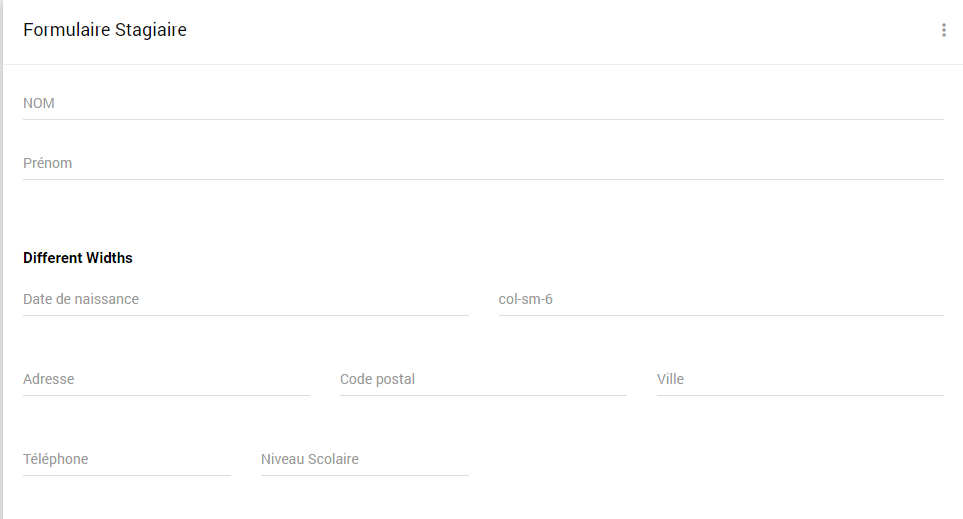 Formulaire Stagiaire
NOM
Prénom
Different Widths
Date de naissance col-sm-6
Adresse Code postal Ville
Téléphone Niveau Scolaire